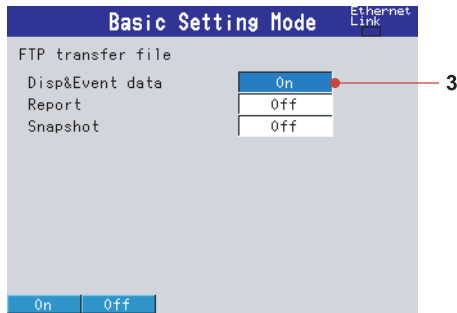 Basic Setting Mode
Ethernet
Link
FTP transfer file
Disp&Event data On
3
Report Off
Snapshot Off
On Off